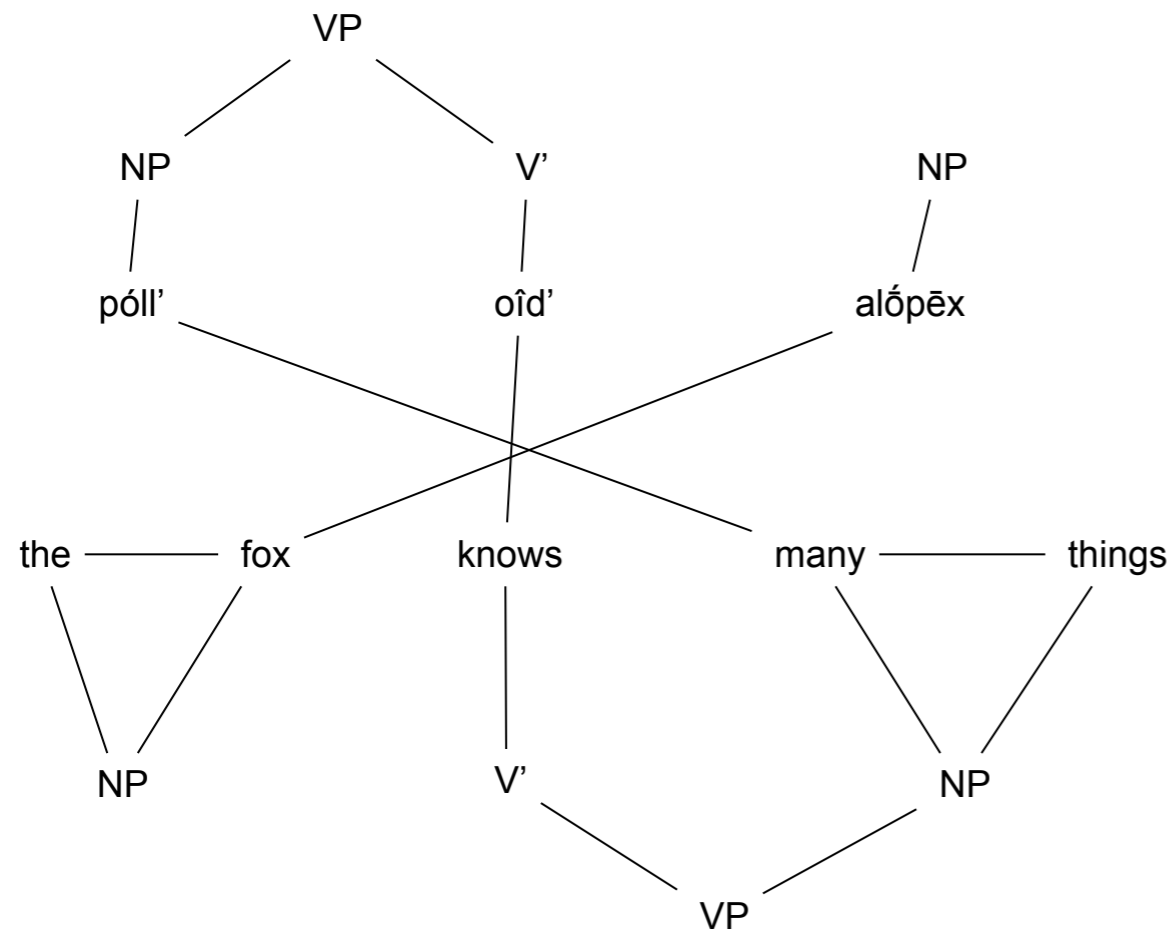 VP
NP V’ NP
póll’ oîd’ alṓpēx
the fox knows many things
NP V’ NP
VP